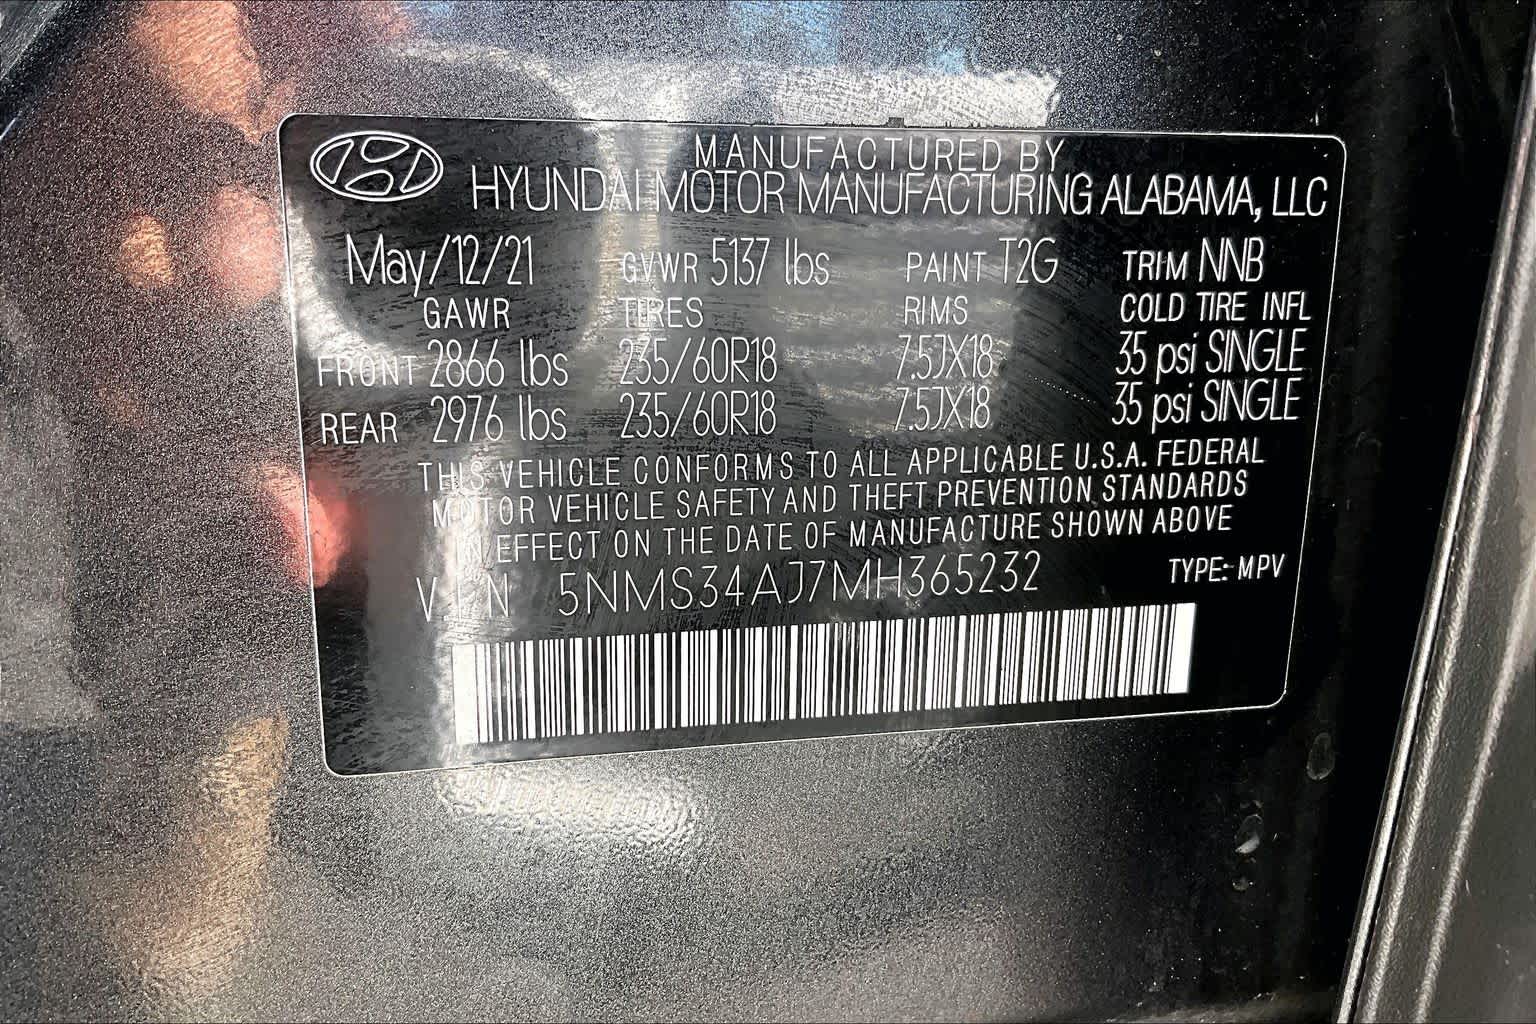 MANUFACTURED BY
HYUNDAI MOTOR MANUFACTURING ALABAMA, LLC
May/12/21 GVWR 5137 lbs PAINT T2G TRIM NNB
GAWR TIRES RIMS COLD TIRE INFL
FRONT 2866 lbs 235/60R18 7.5JX18 35 psi SINGLE
REAR 2976 lbs 235/60R18 7.5JX18 35 psi SINGLE
THIS VEHICLE CONFORMS TO ALL APPLICABLE U.S.A. FEDERAL
MOTOR VEHICLE SAFETY AND THEFT PREVENTION STANDARDS
IN EFFECT ON THE DATE OF MANUFACTURE SHOWN ABOVE
V.I.N 5NMS34AJ7MH365232 TYPE:-MPV